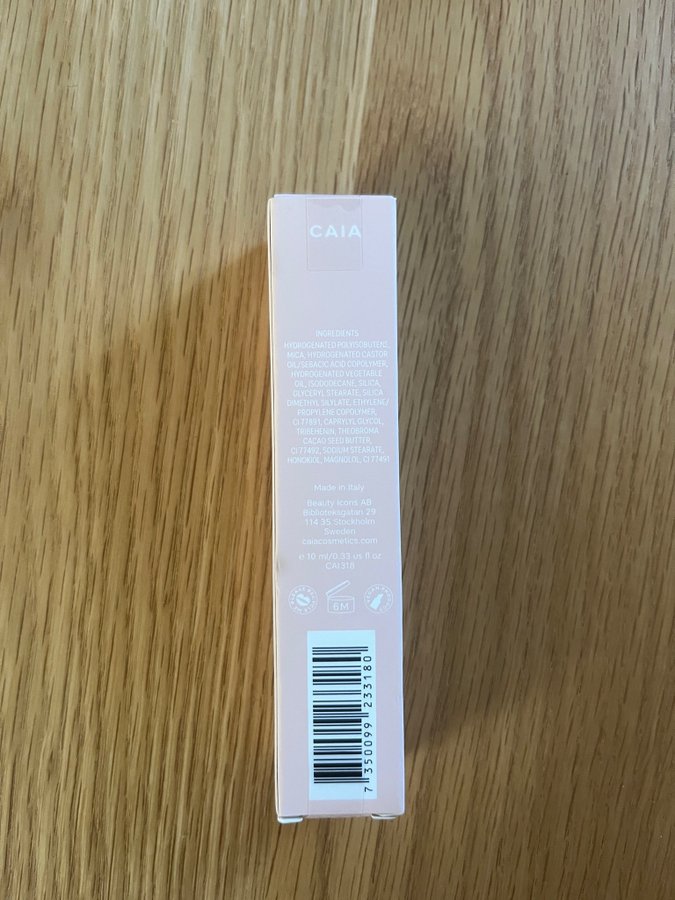 CAIA
INGREDIENTS
HYDROGENATED POLYISOBUTENE,
MICA, HYDROGENATED CASTOR
OIL/SEBACIC ACID COPOLYMER,
HYDROGENATED VEGETABLE
OIL, ISODODECANE, SILICA,
GLYCERYL STEARATE, SILICA
DIMETHYL SILYLATE, ETHYLENE/
PROPYLENE COPOLYMER,
CI 77891, CAPRYLYL GLYCOL,
TRIBEHENIN, THEOBROMA
CACAO SEED BUTTER,
CI 77492, SODIUM STEARATE,
HONOKIOL, MAGNOLOL, CI 77491
Made in Italy
Beauty Icons AB
Biblioteksgatan 29
114 35 Stockholm
Sweden
caiacosmetics.com
e 10 ml/0.33 us fl.oz.
CAI318
6M
VEGAN PRODUCT
7 350099 233180